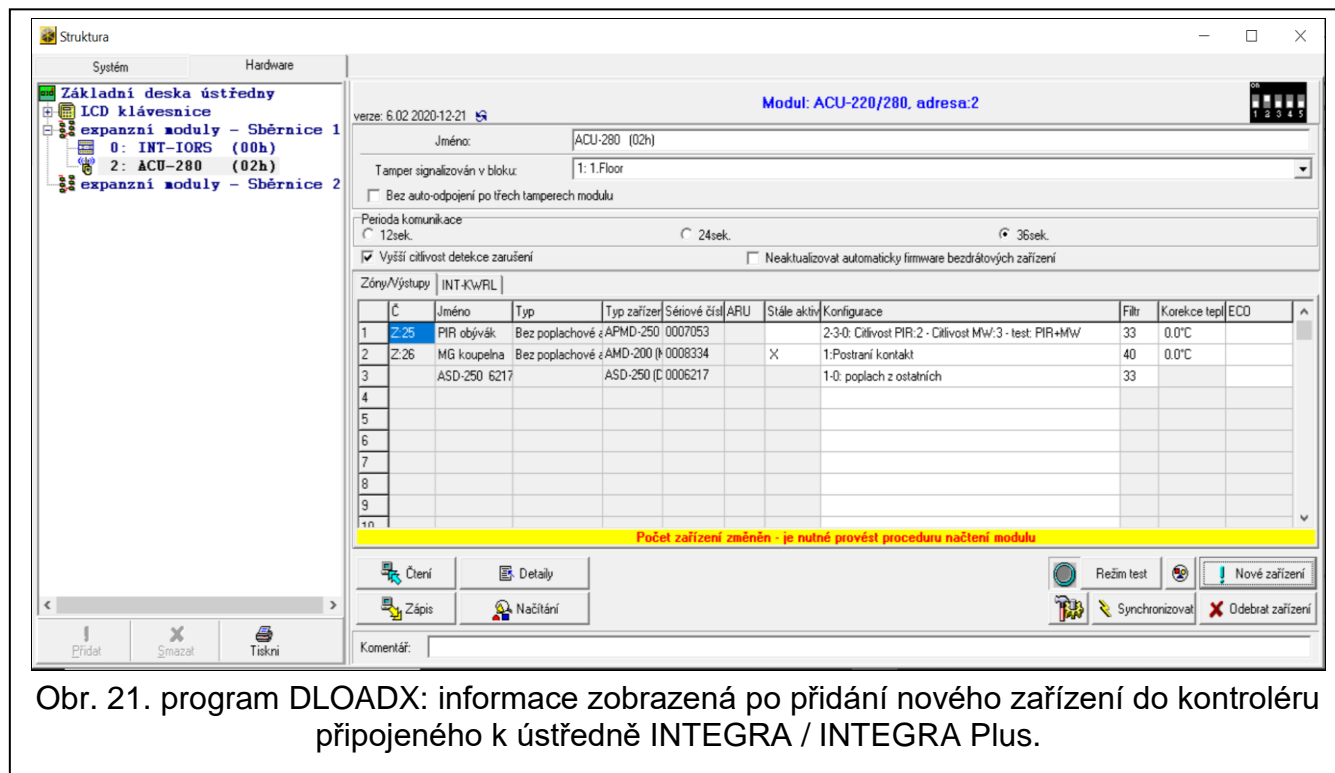 Struktura
Systém Hardware
Základní deska ústředny
LCD klávesnice
expanzní moduly - Sběrnice 1
0: INT-IORS (00h)
2: ACU-280 (02h)
expanzní moduly - Sběrnice 2
Přidat Smazat Tiskni
verze: 6.02 2020-12-21
Modul: ACU-220/280, adresa:2
on
1 2 3 4 5
Jméno: ACU-280 (02h)
Tamper signalizován v bloku: 1: 1.Floor
Bez auto-odpojení po třech tamperech modulu
Perioda komunikace
12sek. 24sek. 36sek.
Vyšší citlivost detekce zarušení Neaktualizovat automaticky firmware bezdrátových zařízení
Zóny/Výstupy INT-KWRL
Č Jméno Typ Typ zařízer Sériové čísl ARU Stále aktiv Konfigurace Filtr Korekce tepl ECO
1 Z:25 PIR obývák Bez poplachové a APMD-250 0007053 2-3-0: Citlivost PIR:2 - Citlivost MW:3 - test: PIR+MW 33 0.0°C
2 Z:26 MG koupelna Bez poplachové a AMD-200 (M 0008334 X 1:Postraní kontakt 40 0.0°C
3 ASD-250 6217 ASD-250 (D 0006217 1-0: poplach z ostatních 33
4
5
6
7
8
9
10
Počet zařízení změněn - je nutné provést proceduru načtení modulu
Čtení Detaily Režim test Nové zařízení
Zápis Načítání Synchronizovat Odebrat zařízení
Komentář:
Obr. 21. program DLOADX: informace zobrazená po přidání nového zařízení do kontroléru
připojeného k ústředně INTEGRA / INTEGRA Plus.